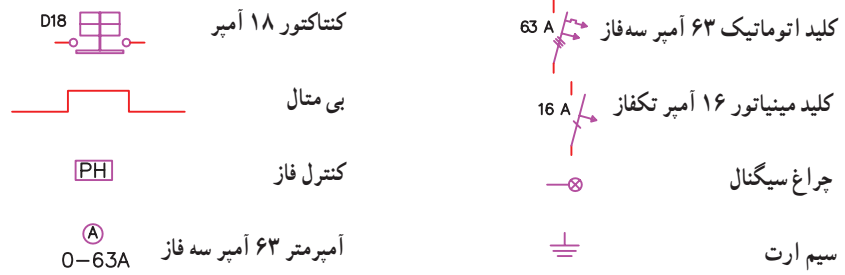 کلید اتوماتیک ۶۳ آمپر سه‌فاز
63 A
کلید مینیاتور ۱۶ آمپر تکفاز
16 A
چراغ سیگنال
سیم ارت
کنتاکتور ۱۸ آمپر
D18
بی متال
کنترل فاز
PH
آمپرمتر ۶۳ آمپر سه فاز
A
0-63A